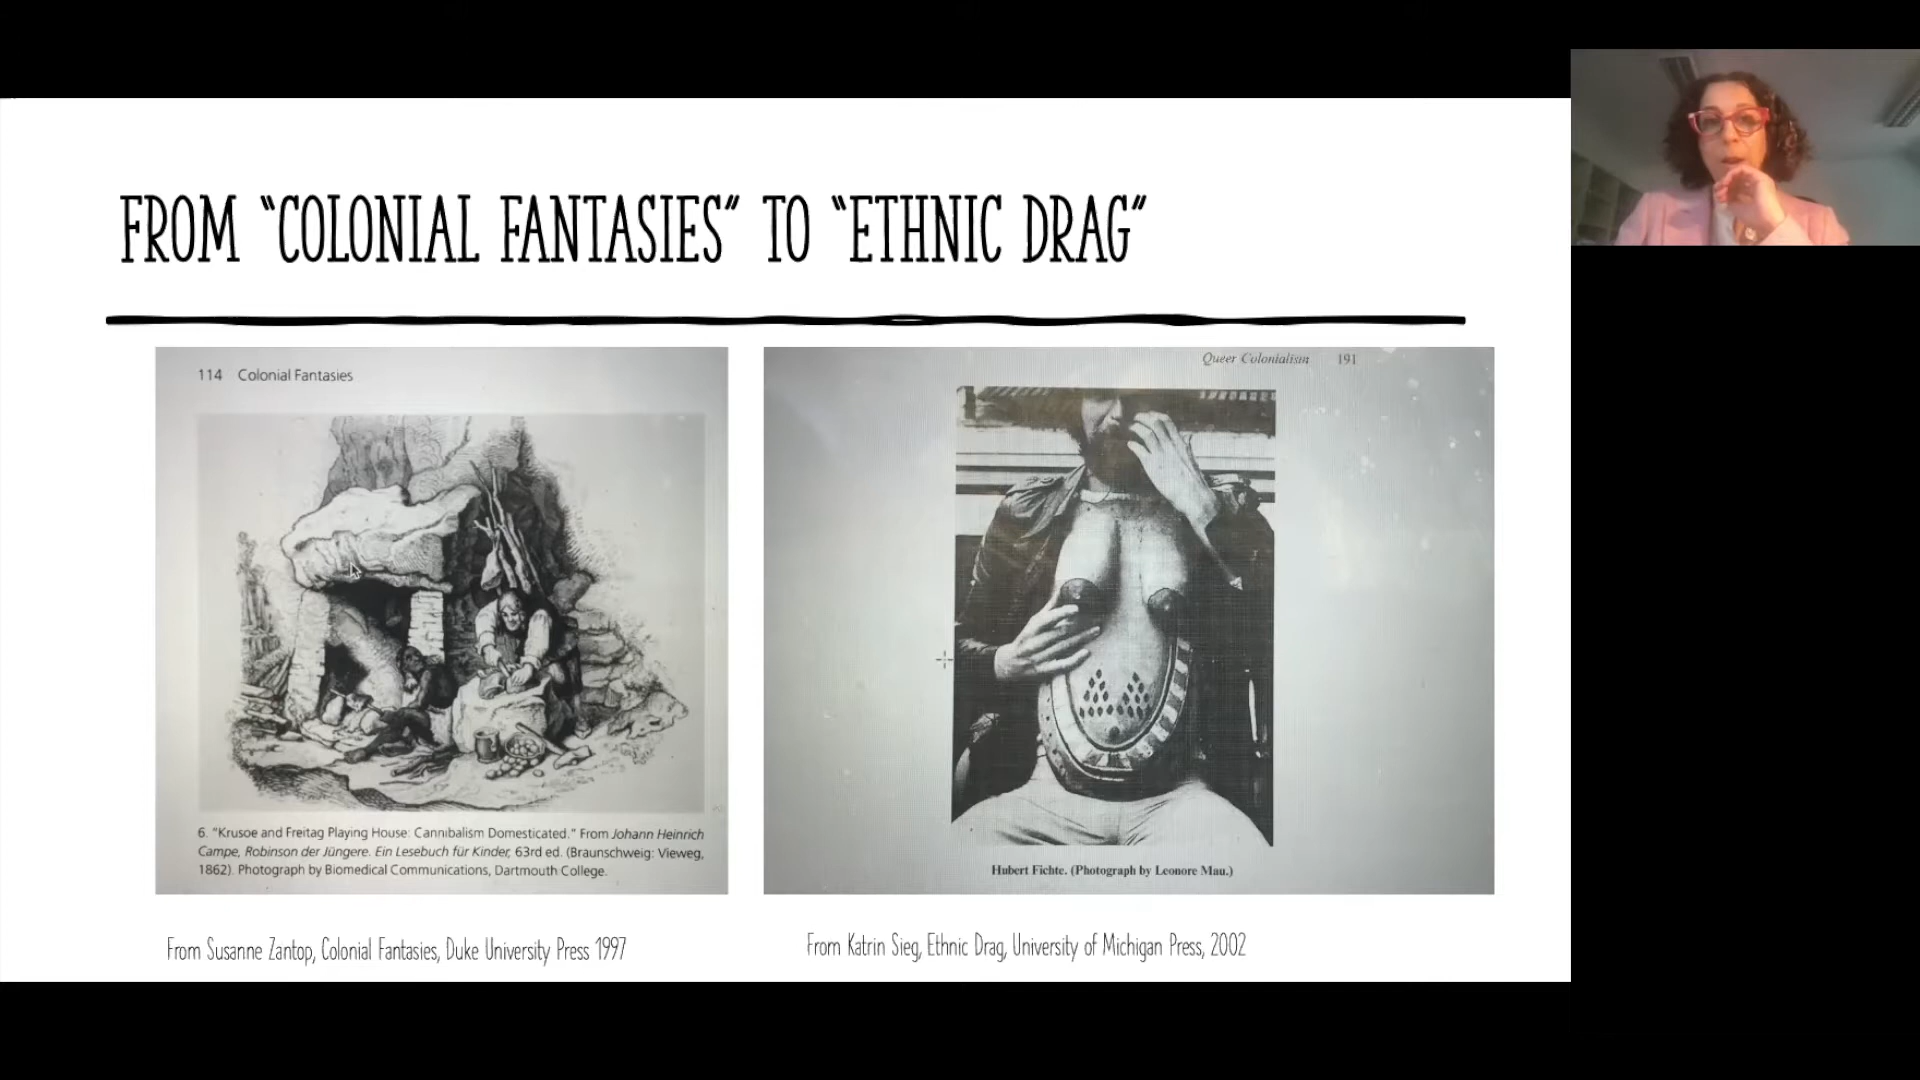 FROM “COLONIAL FANTASIES” TO “ETHNIC DRAG”
114 Colonial Fantasies
6. “Krusoe and Freitag Playing House: Cannibalism Domesticated.” From Johann Heinrich
Campe, Robinson der Jüngere. Ein Lesebuch für Kinder, 63rd ed. (Braunschweig: Vieweg,
1862). Photograph by Biomedical Communications, Dartmouth College.
From Susanne Zantop, Colonial Fantasies, Duke University Press 1997
Queer Colonialism 191
Hubert Fichte. (Photograph by Leonore Mau.)
From Katrin Sieg, Ethnic Drag, University of Michigan Press, 2002